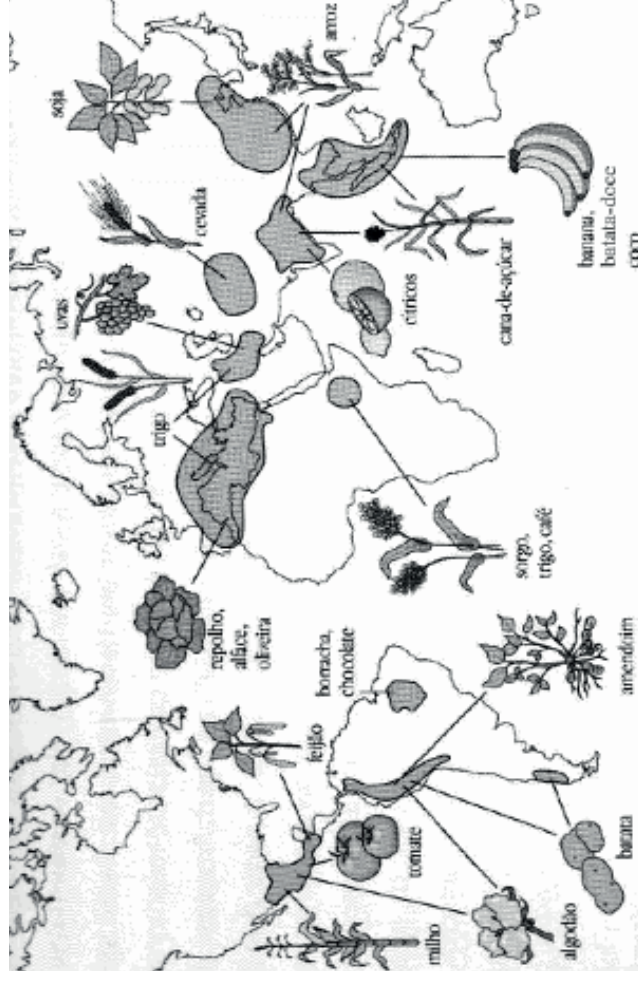 milho
algodão
tomate
feijão
batata
amendoim
borracha,
chocolate
repolho,
alface,
oliveira
sorgo,
trigo, café
trigo
uvas
cevada
cítricos
cana-de-açúcar
soja
arroz
banana,
batata-doce